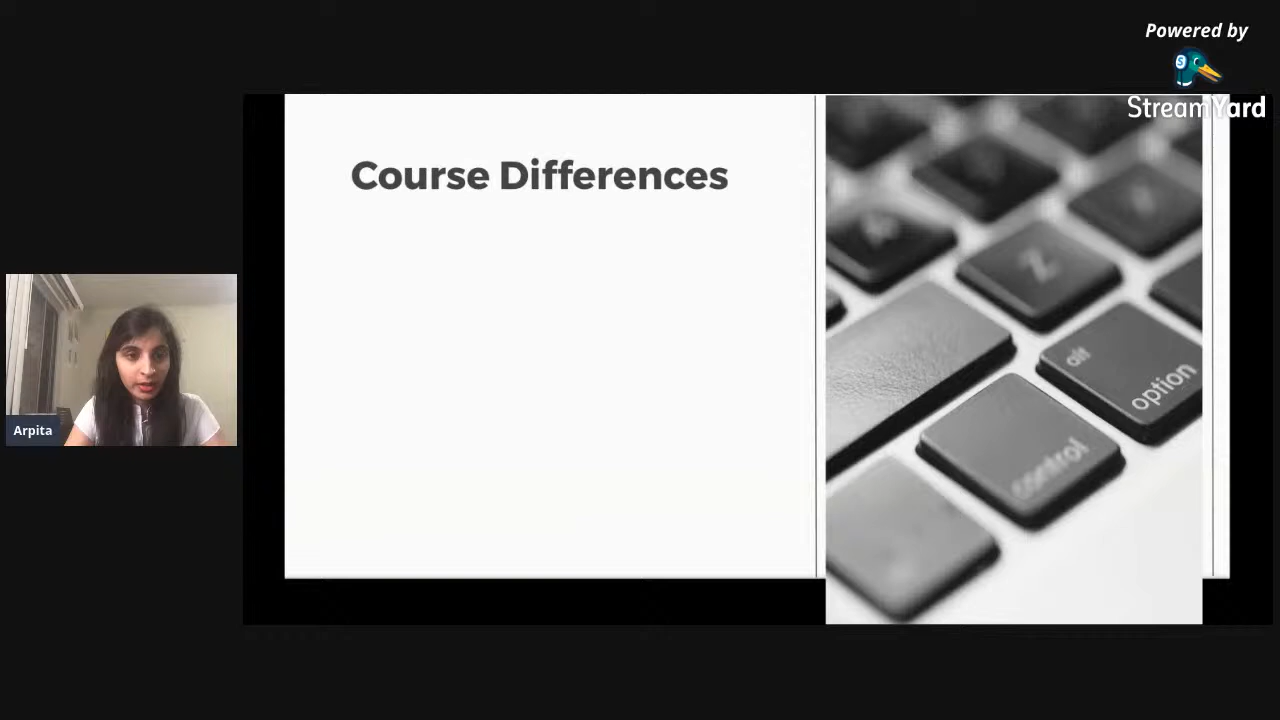 Powered by
StreamYard
Course Differences
Z
alt
option
control
Arpita